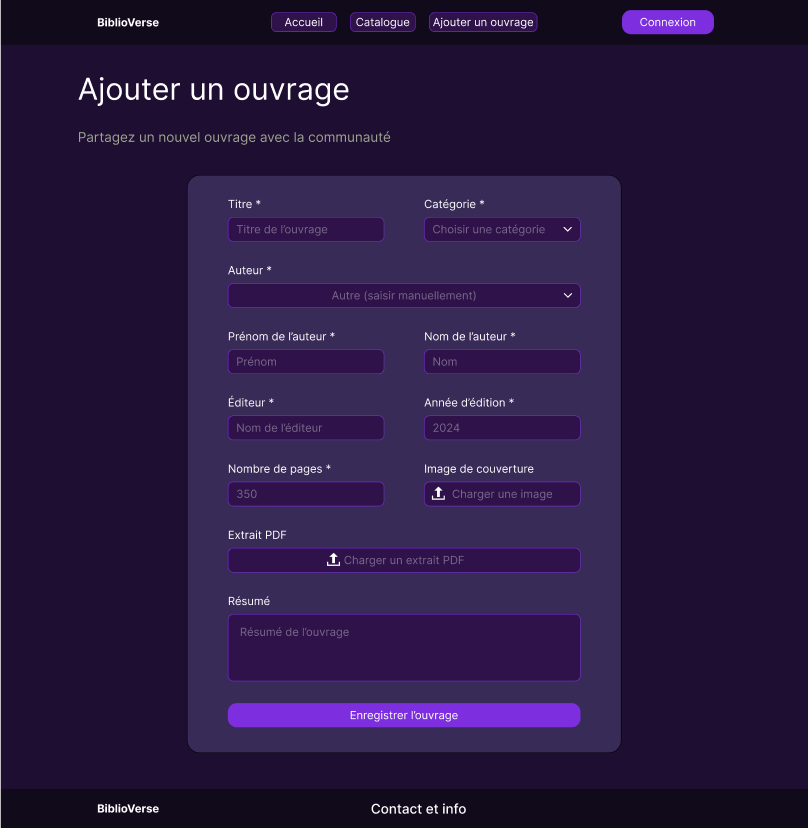 BiblioVerse
Accueil
Catalogue
Ajouter un ouvrage
Connexion
Ajouter un ouvrage
Partagez un nouvel ouvrage avec la communauté
Titre *
Catégorie *
Titre de l’ouvrage
Choisir une catégorie
Auteur *
Autre (saisir manuellement)
Prénom de l’auteur *
Nom de l’auteur *
Prénom
Nom
Éditeur *
Année d’édition *
Nom de l’éditeur
2024
Nombre de pages *
Image de couverture
350
Charger une image
Extrait PDF
Charger un extrait PDF
Résumé
Résumé de l’ouvrage
Enregistrer l’ouvrage
BiblioVerse
Contact et info